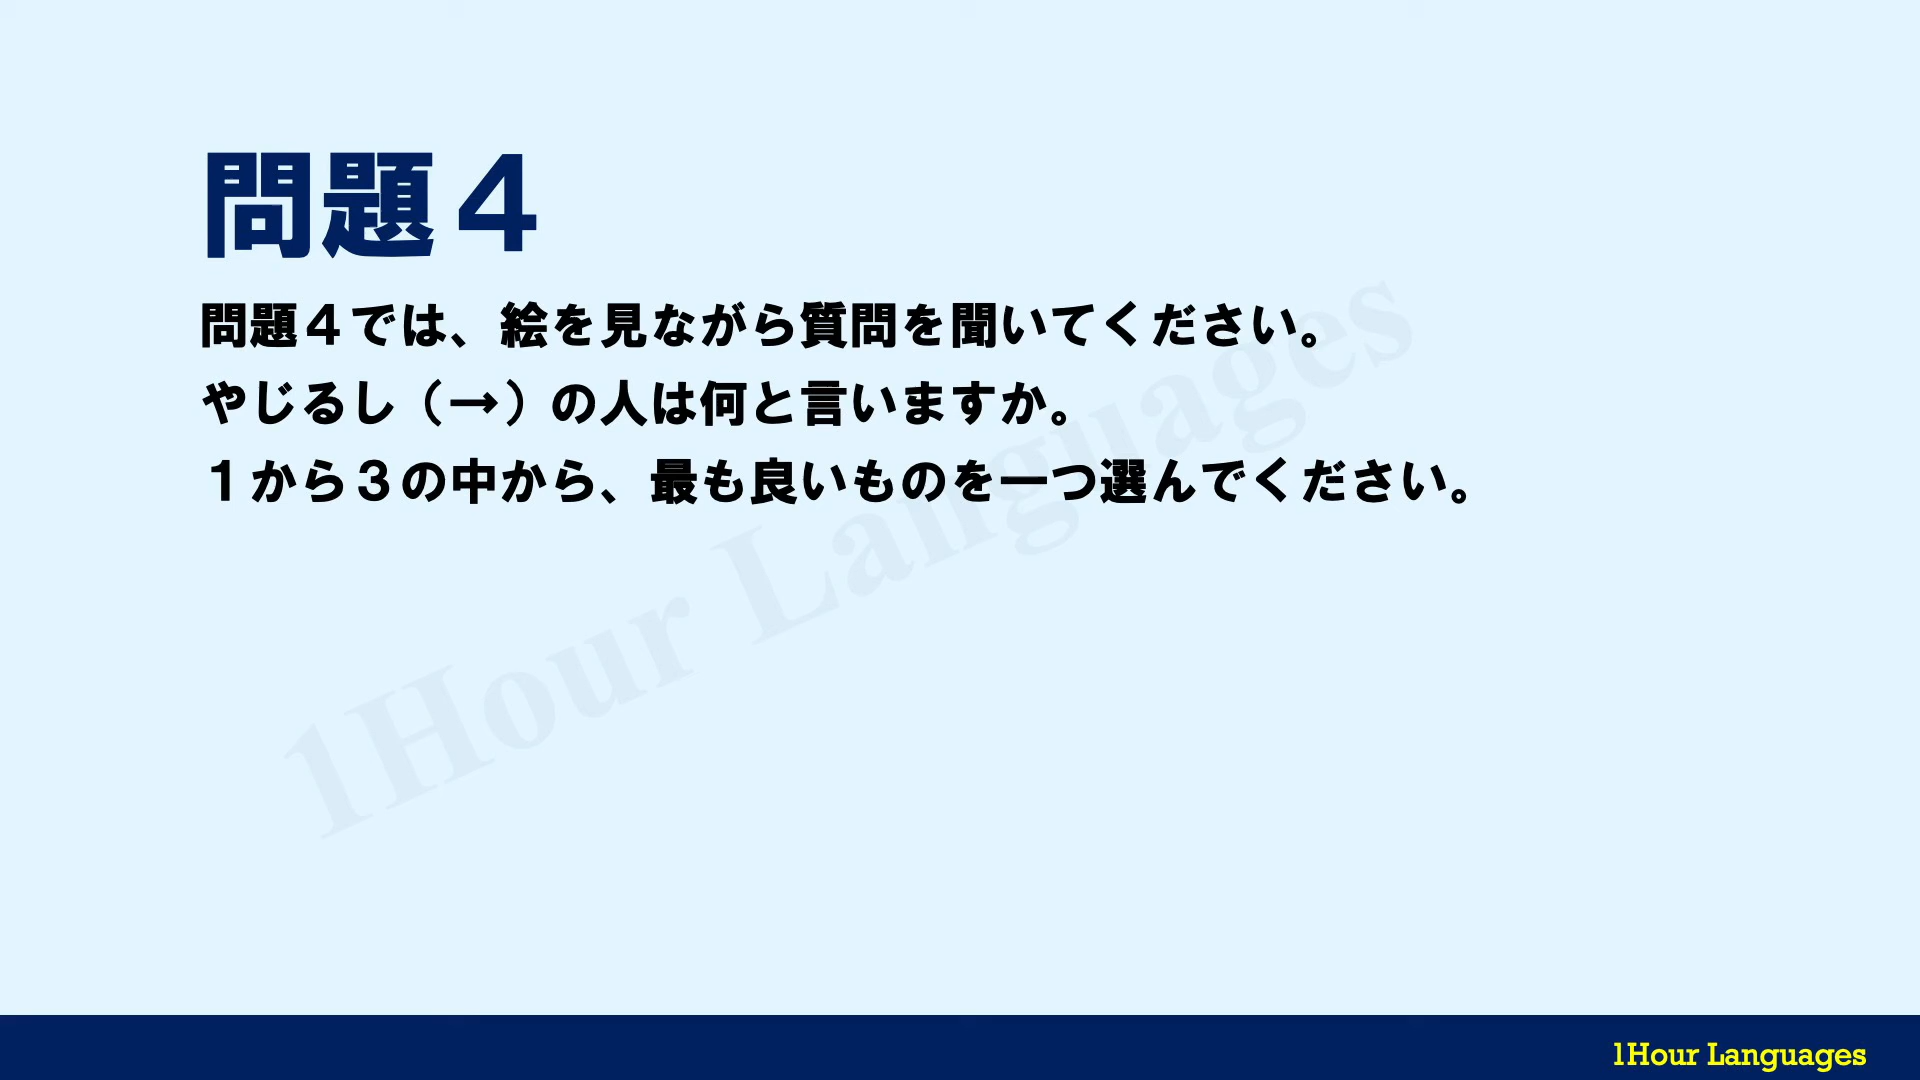 問題４
問題４では、絵を見ながら質問を聞いてください。
やじるし（→）の人は何と言いますか。
１から３の中から、最も良いものを一つ選んでください。
1Hour Languages
1Hour Languages